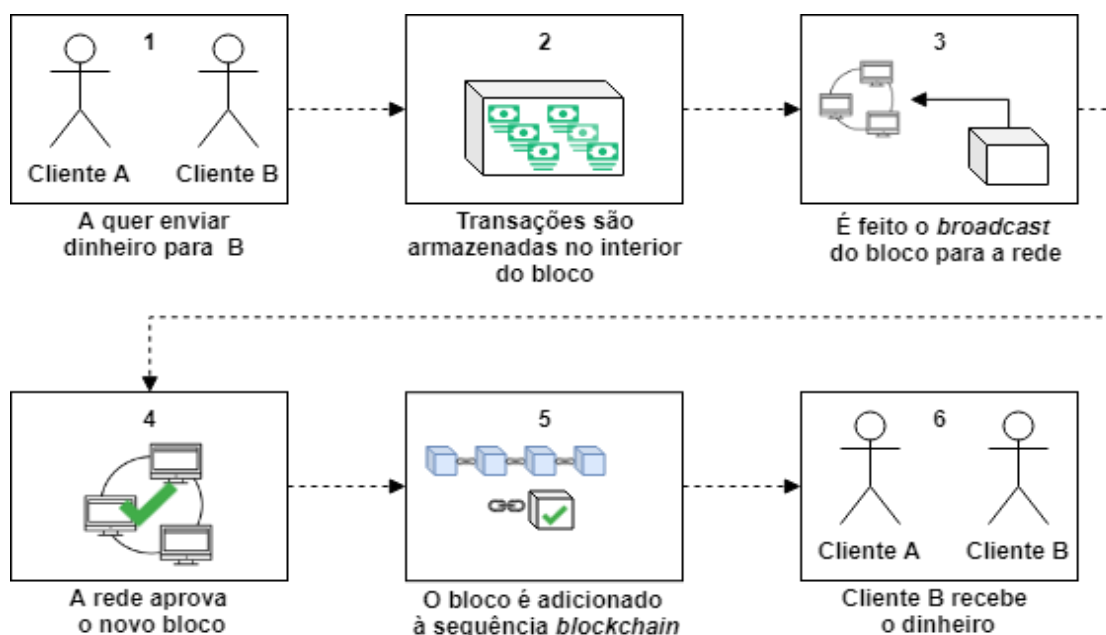 1
Cliente A
Cliente B
A quer enviar
dinheiro para B
2
Transações são
armazenadas no interior
do bloco
3
É feito o broadcast
do bloco para a rede
4
A rede aprova
o novo bloco
5
O bloco é adicionado
à sequência blockchain
6
Cliente A
Cliente B
Cliente B recebe
o dinheiro